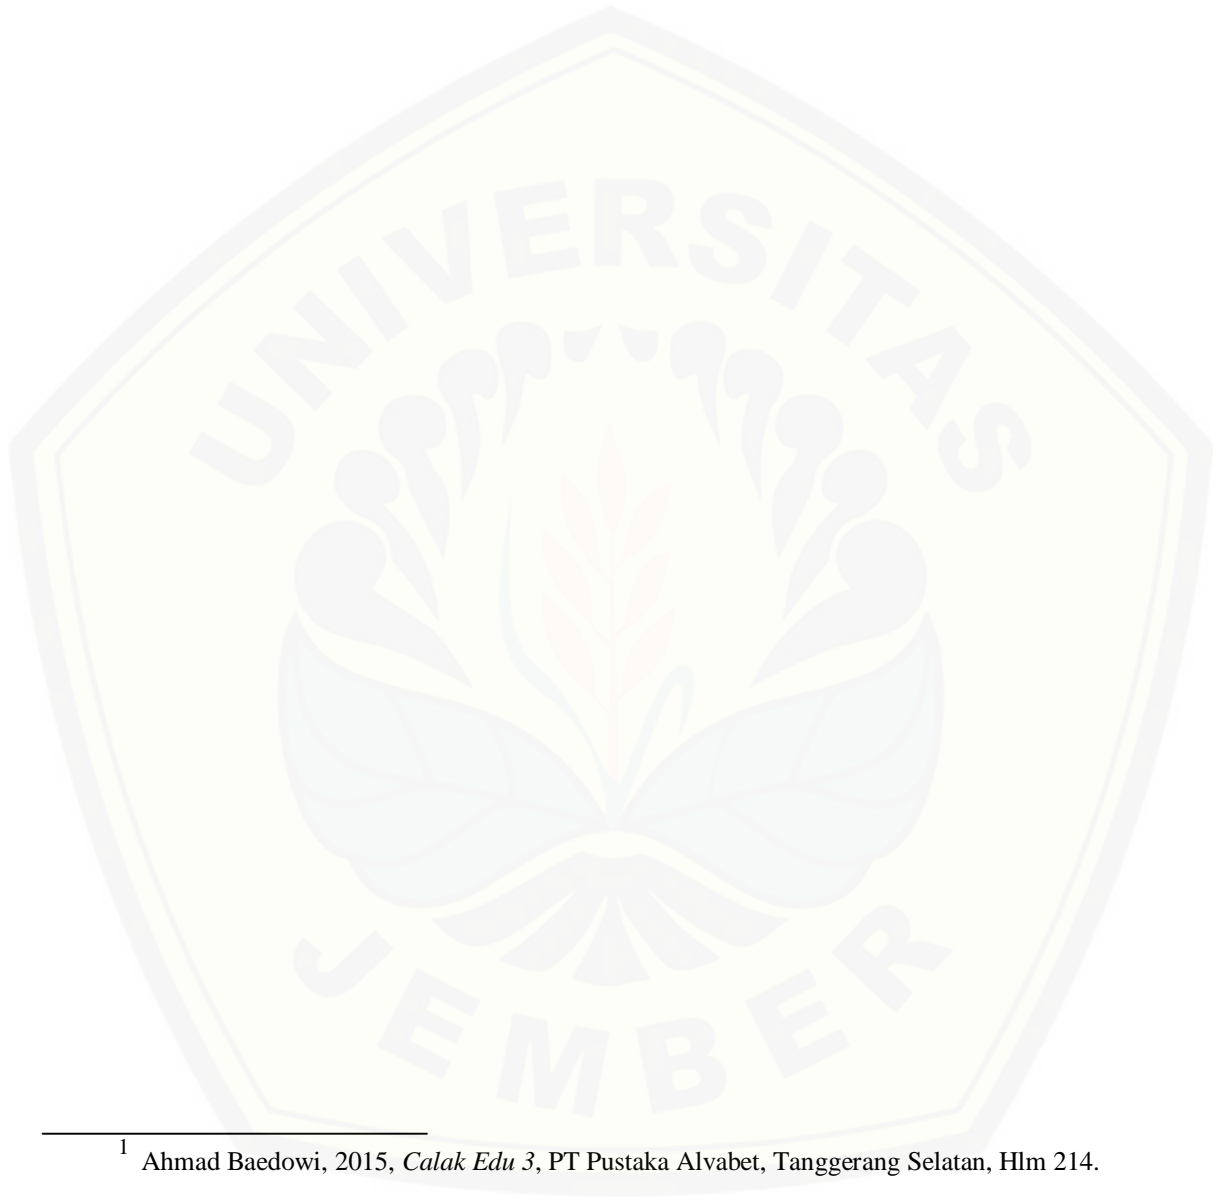 UNIVERSITAS
JEMBER
1 Ahmad Baedowi, 2015, Calak Edu 3, PT Pustaka Alvabet, Tanggerang Selatan, Hlm 214.